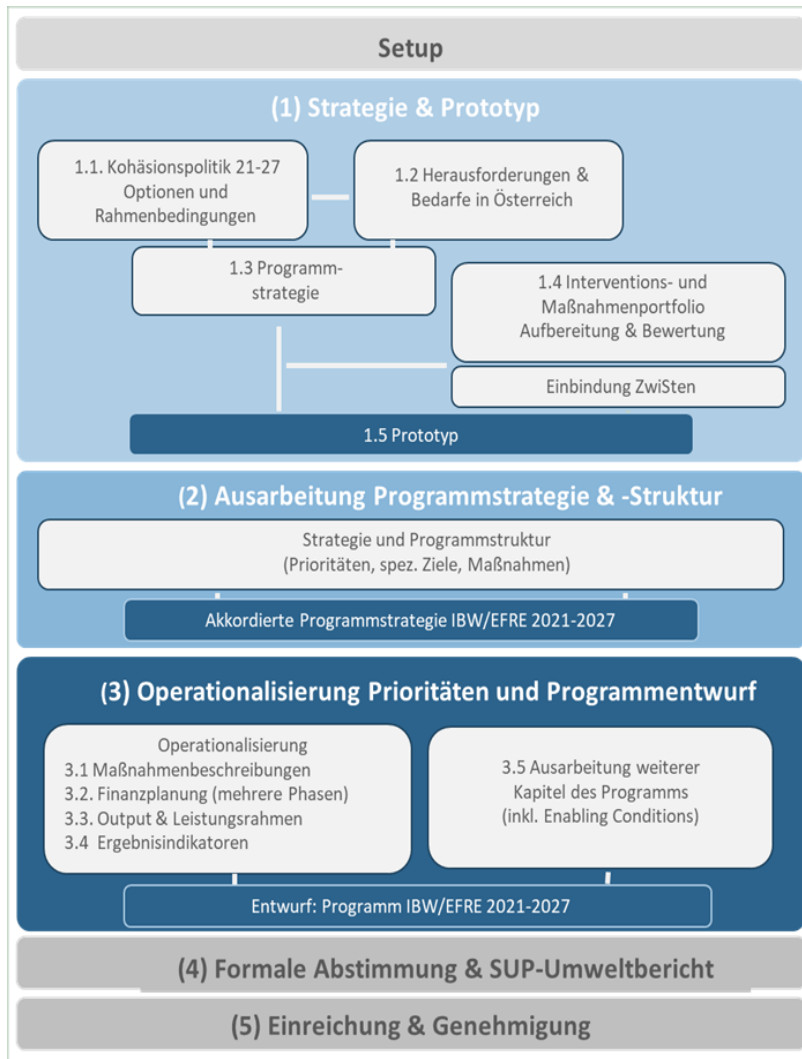 Setup
(1) Strategie & Prototyp
1.1. Kohäsionspolitik 21-27
Optionen und
Rahmenbedingungen
1.2 Herausforderungen &
Bedarfe in Österreich
1.3 Programm-
strategie
1.4 Interventions- und
Maßnahmenportfolio
Aufbereitung & Bewertung
Einbindung ZwiSten
1.5 Prototyp
(2) Ausarbeitung Programmstrategie & -Struktur
Strategie und Programmstruktur
(Prioritäten, spez. Ziele, Maßnahmen)
Akkordierte Programmstrategie IBW/EFRE 2021-2027
(3) Operationalisierung Prioritäten und Programmentwurf
Operationalisierung
3.1 Maßnahmenbeschreibungen
3.2. Finanzplanung (mehrere Phasen)
3.3. Output & Leistungsrahmen
3.4 Ergebnisindikatoren
3.5 Ausarbeitung weiterer
Kapitel des Programms
(inkl. Enabling Conditions)
Entwurf: Programm IBW/EFRE 2021-2027
(4) Formale Abstimmung & SUP-Umweltbericht
(5) Einreichung & Genehmigung